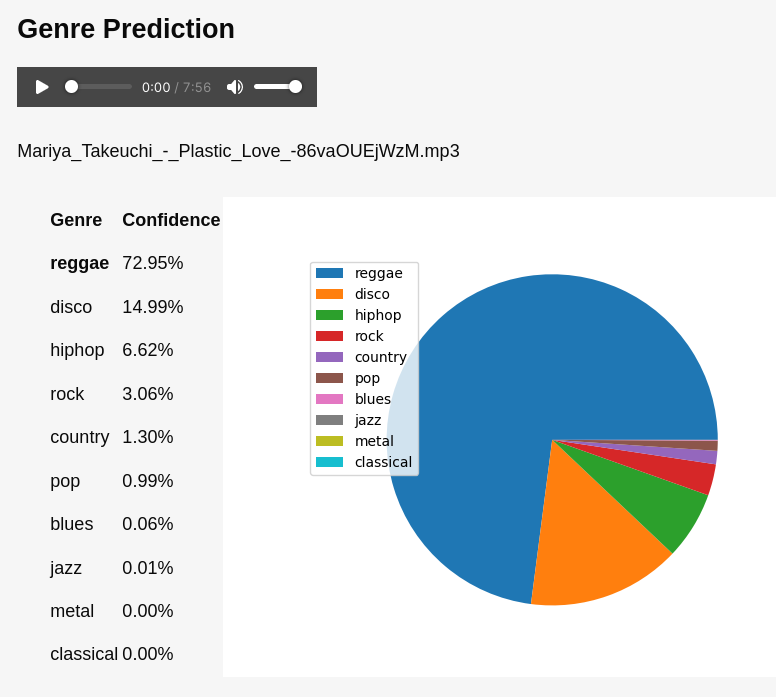 Genre Prediction
0:00 / 7:56
Mariya_Takeuchi_-_Plastic_Love_-86vaOUEjWzM.mp3
Genre Confidence
reggae 72.95%
disco 14.99%
hiphop 6.62%
rock 3.06%
country 1.30%
pop 0.99%
blues 0.06%
jazz 0.01%
metal 0.00%
classical 0.00%
reggae
disco
hiphop
rock
country
pop
blues
jazz
metal
classical